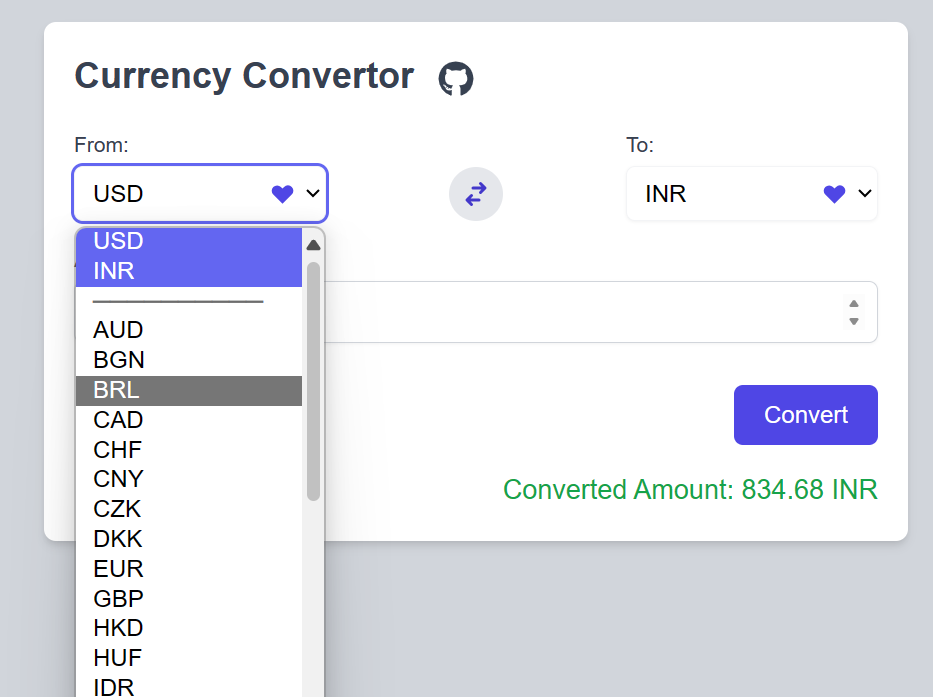 Currency Convertor
From:
To:
USD
INR
USD
INR
AUD
BGN
BRL
CAD
CHF
CNY
CZK
DKK
EUR
GBP
HKD
HUF
IDR
Convert
Converted Amount: 834.68 INR